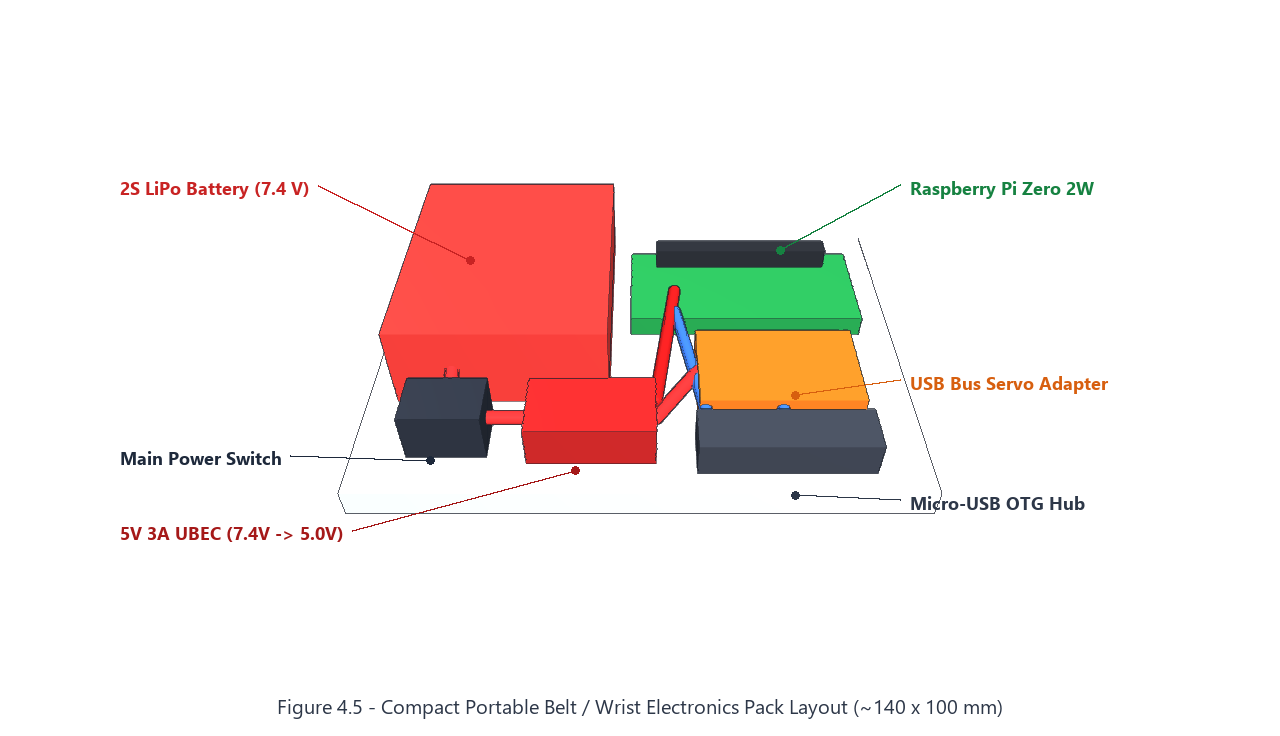 2S LiPo Battery (7.4 V)
Raspberry Pi Zero 2W
USB Bus Servo Adapter
Main Power Switch
Micro-USB OTG Hub
5V 3A UBEC (7.4V -> 5.0V)
Figure 4.5 - Compact Portable Belt / Wrist Electronics Pack Layout (~140 x 100 mm)